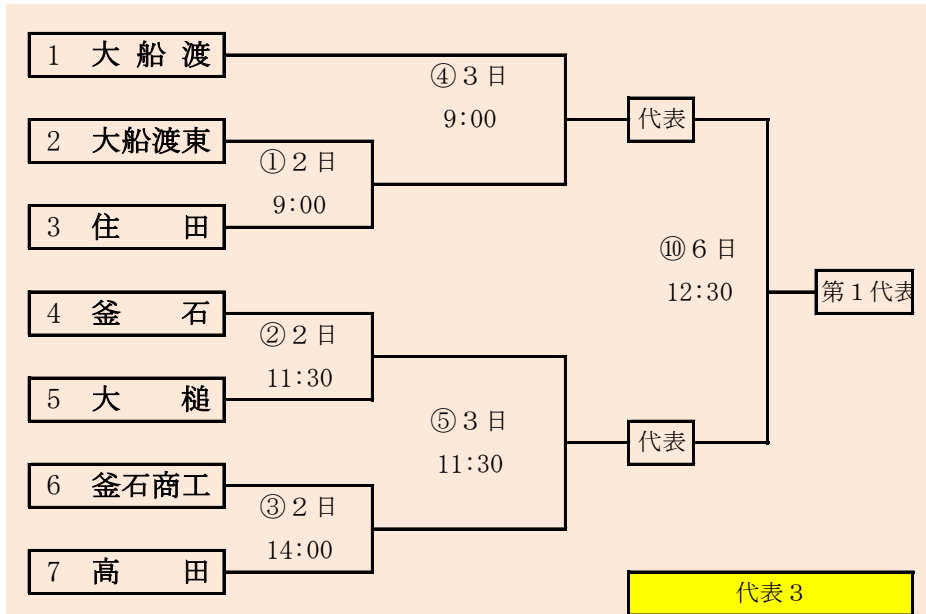 1 大船渡
④３日
9:00
代表
2 大船渡東
①２日
9:00
3 住田
⑩６日
12:30
第１代表
4 釜石
②２日
11:30
5 大槌
⑤３日
11:30
代表
6 釜石商工
③２日
14:00
7 高田
代表３